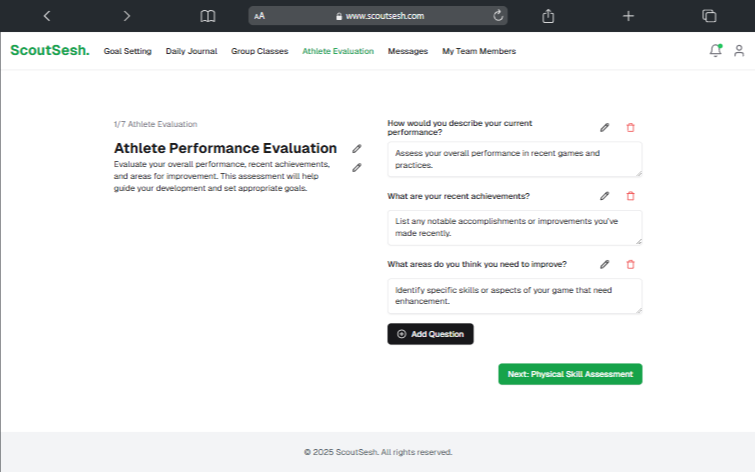 AA
www.scoutsesh.com
ScoutSesh.
Goal Setting
Daily Journal
Group Classes
Athlete Evaluation
Messages
My Team Members
1/7 Athlete Evaluation
Athlete Performance Evaluation
Evaluate your overall performance, recent achievements,
and areas for improvement. This assessment will help
guide your development and set appropriate goals.
How would you describe your current
performance?
Assess your overall performance in recent games and
practices.
What are your recent achievements?
List any notable accomplishments or improvements you've
made recently.
What areas do you think you need to improve?
Identify specific skills or aspects of your game that need
enhancement.
Add Question
Next: Physical Skill Assessment
© 2025 ScoutSesh. All rights reserved.